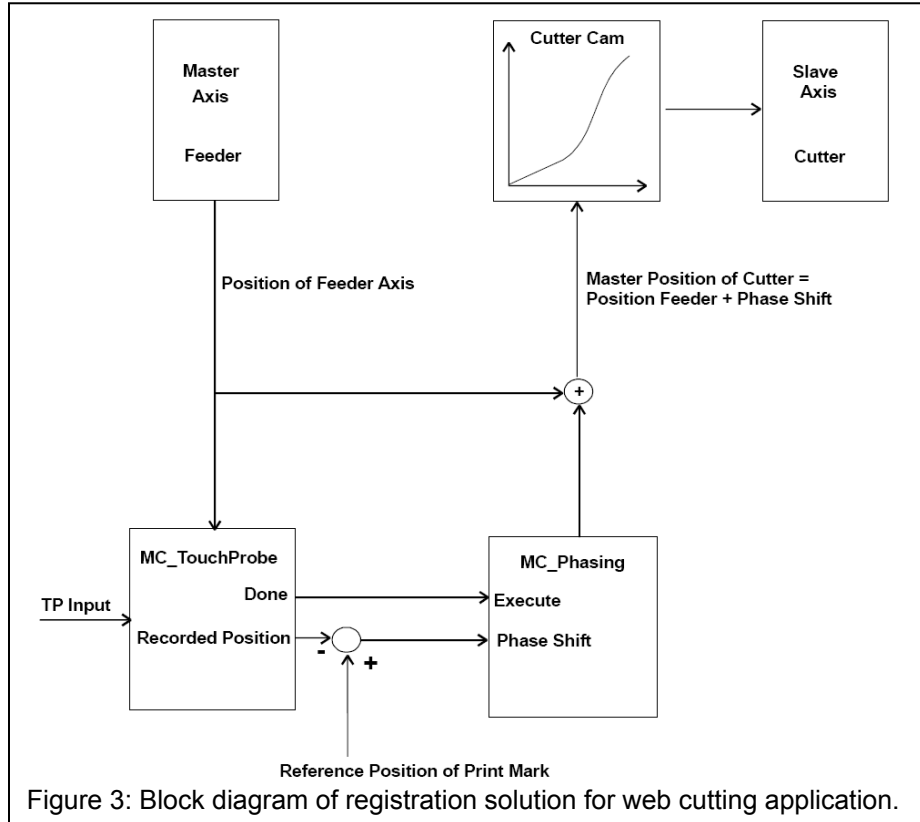 Master
Axis
Feeder
Cutter Cam
Slave
Axis
Cutter
Position of Feeder Axis
Master Position of Cutter =
Position Feeder + Phase Shift
+
MC_TouchProbe
Done
TP Input
Recorded Position
-
+
MC_Phasing
Execute
Phase Shift
Reference Position of Print Mark
Figure 3: Block diagram of registration solution for web cutting application.